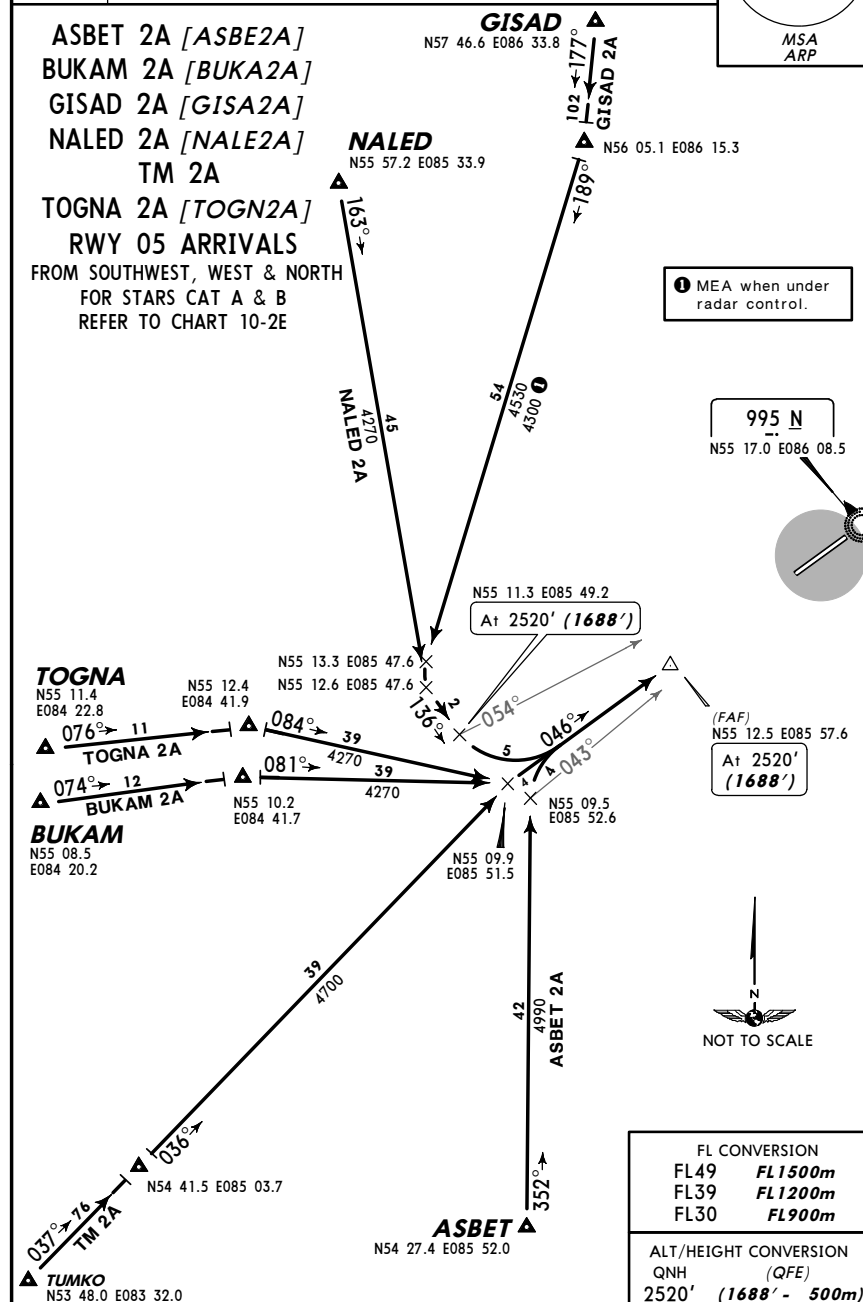 ASBET 2A [ASBE2A]
BUKAM 2A [BUKA2A]
GISAD 2A [GISA2A]
NALED 2A [NALE2A]
TM 2A
TOGNA 2A [TOGN2A]
RWY 05 ARRIVALS
FROM SOUTHWEST, WEST & NORTH
FOR STARS CAT A & B
REFER TO CHART 10-2E
MSA
ARP
GISAD
N57 46.6 E086 33.8
177°
102
GISAD 2A
N56 05.1 E086 15.3
189°
NALED
N55 57.2 E085 33.9
163°
❶ MEA when under
radar control.
54
4530
4300 ❶
45
4270
NALED 2A
995 N
N55 17.0 E086 08.5
N55 11.3 E085 49.2
At 2520' (1688')
N55 13.3 E085 47.6
N55 12.6 E085 47.6
2
136°
054°
046°
043°
5
4
4
(FAF)
N55 12.5 E085 57.6
At 2520'
(1688')
TOGNA
N55 11.4
E084 22.8
076°
11
TOGNA 2A
N55 12.4
E084 41.9
084°
39
4270
074°
12
BUKAM 2A
081°
39
4270
N55 10.2
E084 41.7
BUKAM
N55 08.5
E084 20.2
N55 09.5
E085 52.6
N55 09.9
E085 51.5
39
4700
42
4990
ASBET 2A
N
NOT TO SCALE
036°
N54 41.5 E085 03.7
037°
76
TM 2A
TUMKO
N53 48.0 E083 32.0
352°
ASBET
N54 27.4 E085 52.0
FL CONVERSION
FL49 FL1500m
FL39 FL1200m
FL30 FL900m
ALT/HEIGHT CONVERSION
QNH (QFE)
2520' (1688' - 500m)